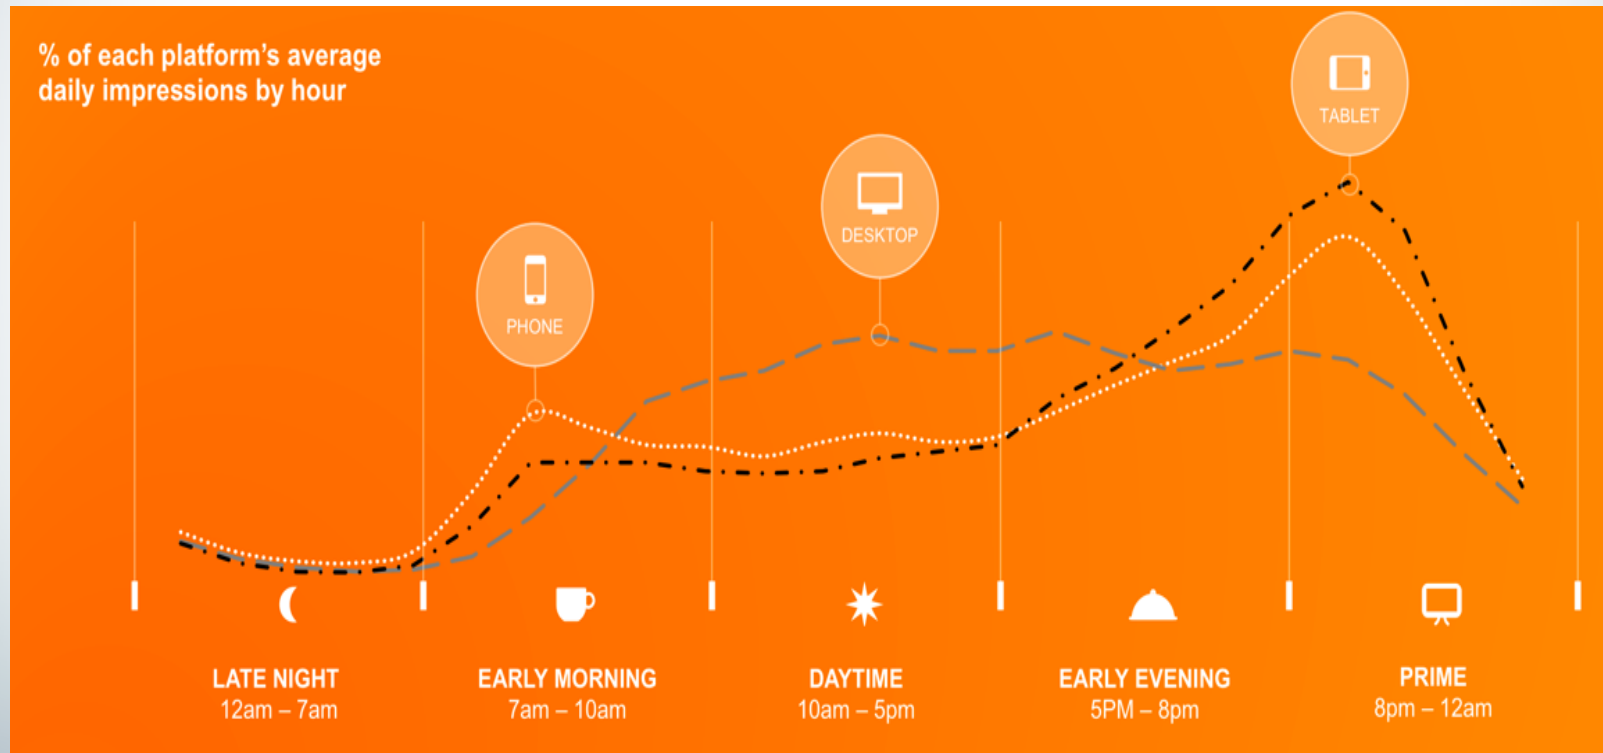 % of each platform's average
daily impressions by hour
TABLET
DESKTOP
PHONE
LATE NIGHT
12am – 7am
EARLY MORNING
7am – 10am
DAYTIME
10am – 5pm
EARLY EVENING
5PM – 8pm
PRIME
8pm – 12am